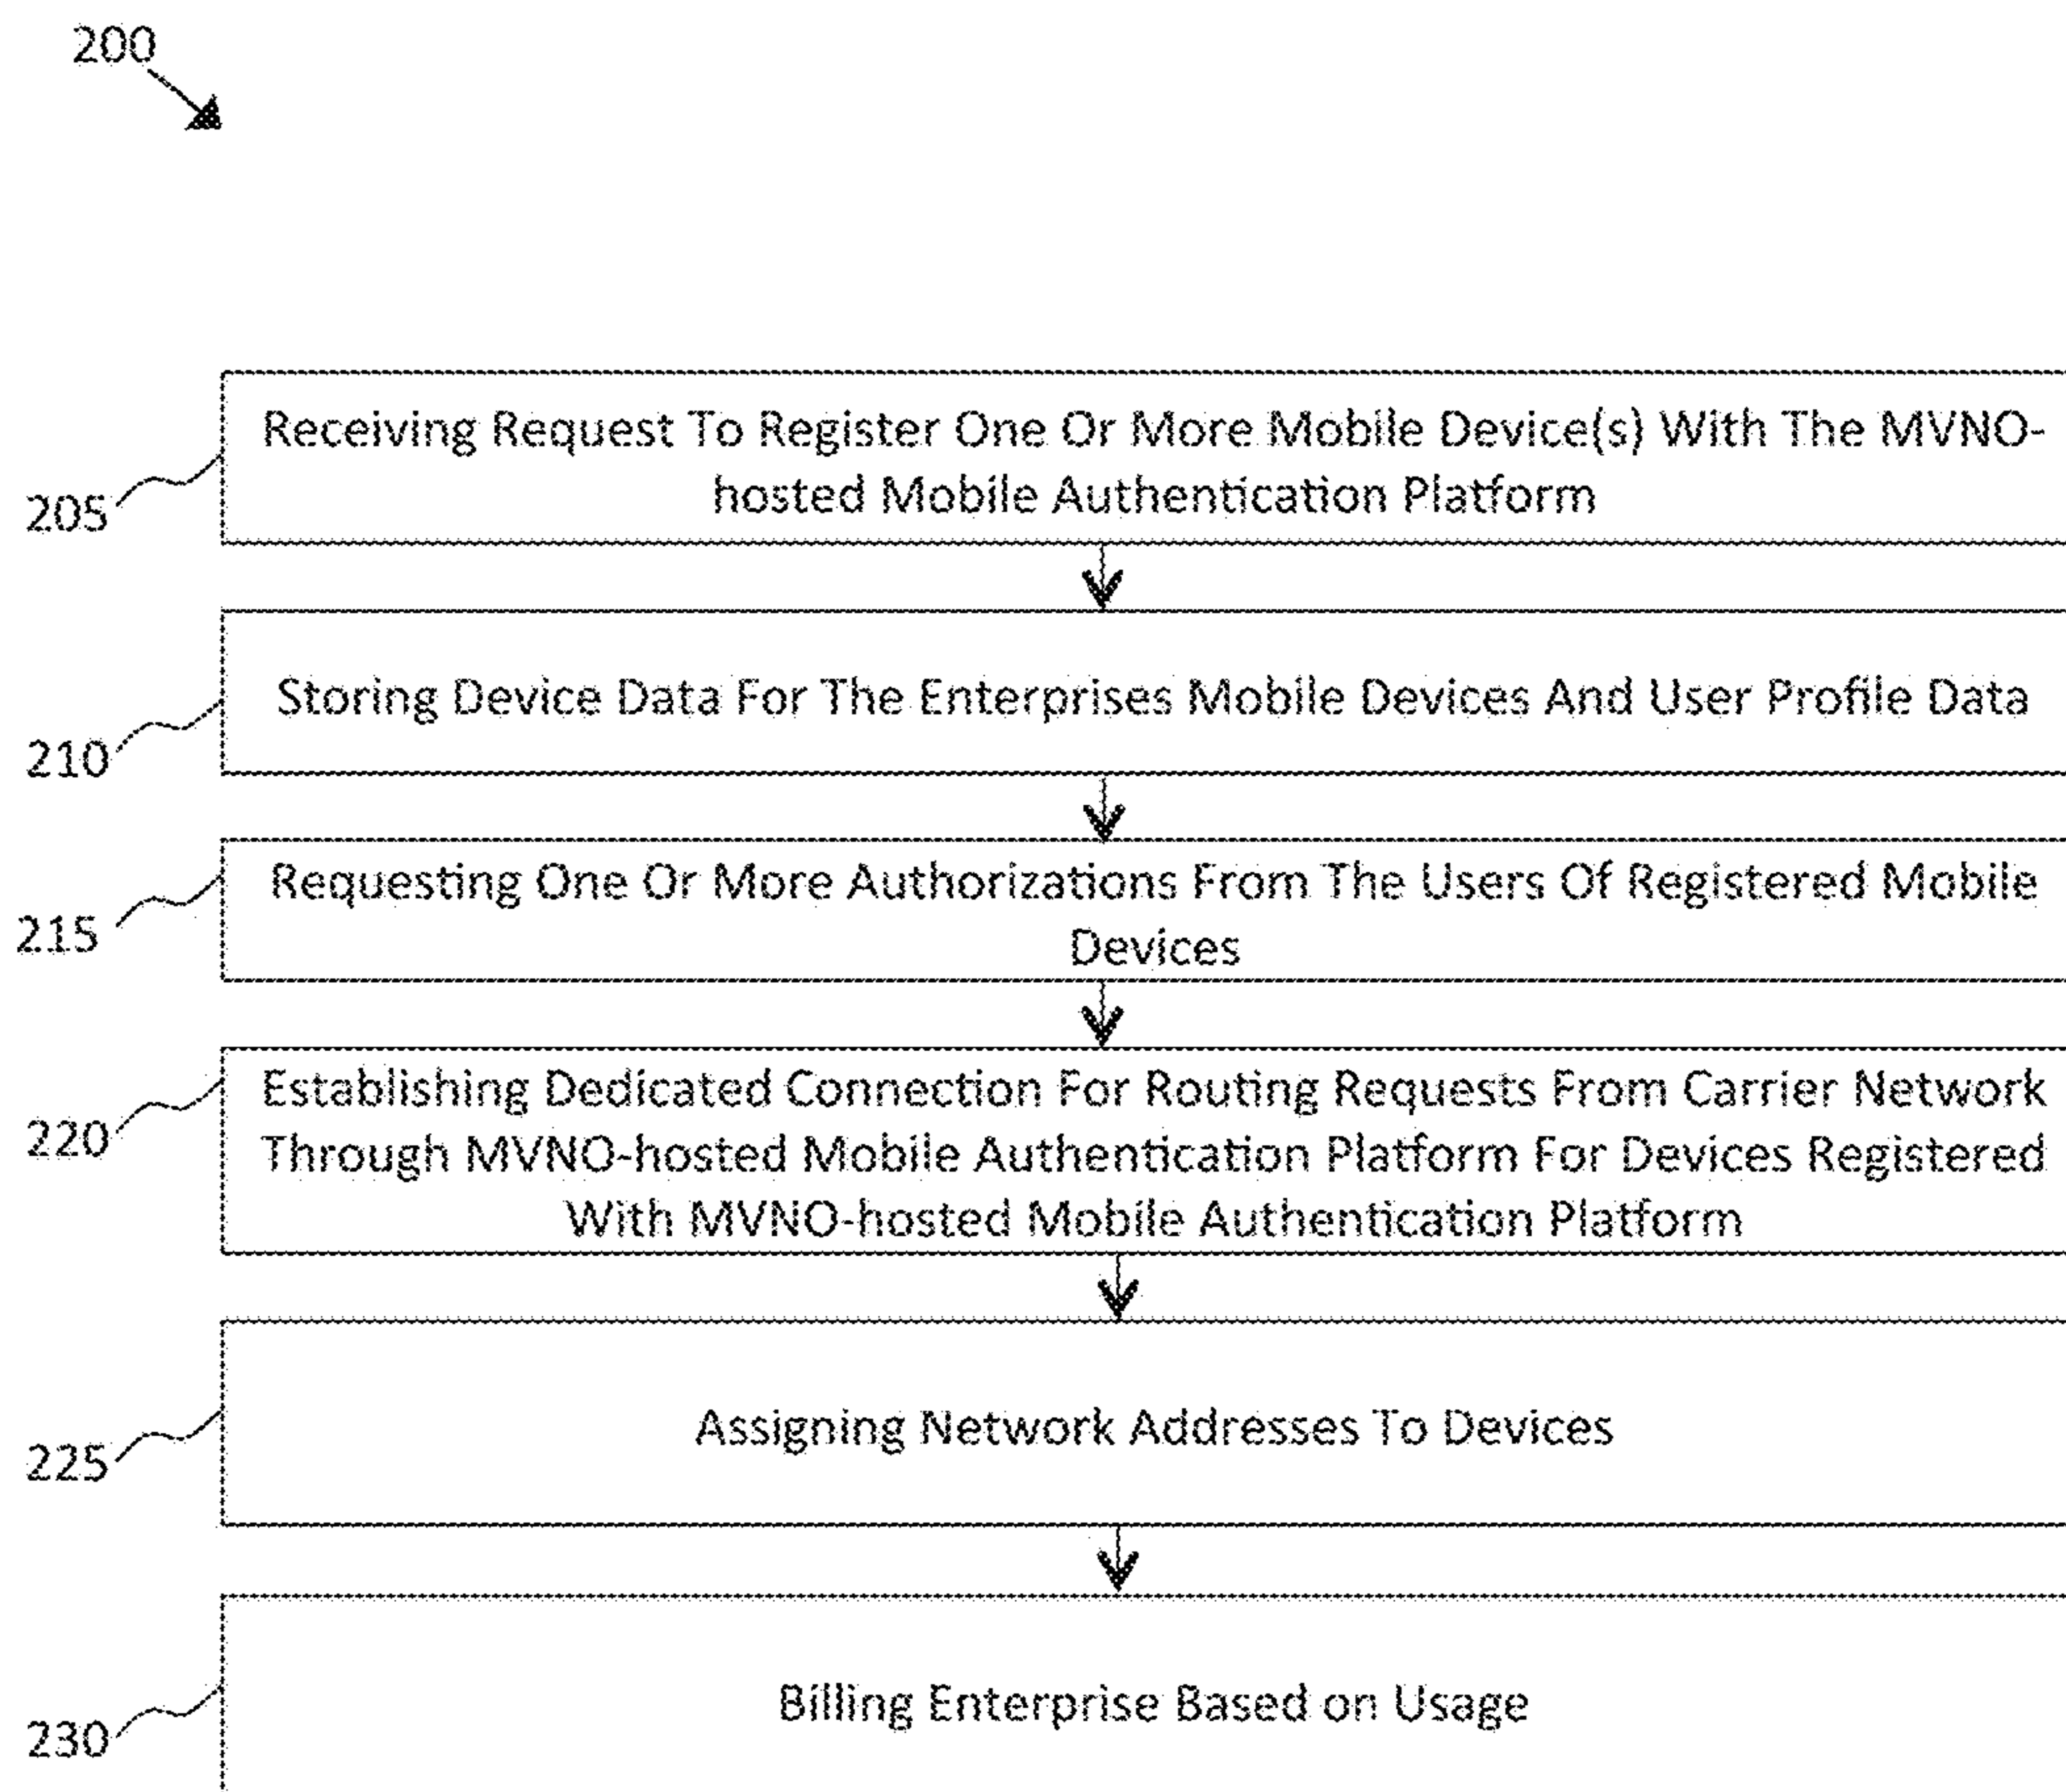 200
Receiving Request To Register One Or More Mobile Device(s) With The MVNO-
hosted Mobile Authentication Platform
205
Storing Device Data For The Enterprises Mobile Devices And User Profile Data
210
Requesting One Or More Authorizations From The Users Of Registered Mobile
Devices
215
Establishing Dedicated Connection For Routing Requests From Carrier Network
Through MVNO-hosted Mobile Authentication Platform For Devices Registered
With MVNO-hosted Mobile Authentication Platform
220
Assigning Network Addresses To Devices
225
Billing Enterprise Based on Usage
230